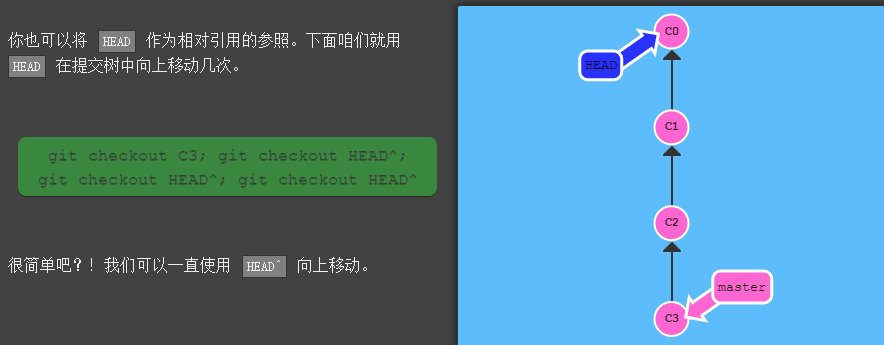 你也可以将 HEAD 作为相对引用的参照。下面咱们就用
HEAD 在提交树中向上移动几次。
git checkout C3; git checkout HEAD^;
git checkout HEAD^; git checkout HEAD^
很简单吧？！我们可以一直使用 HEAD^ 向上移动。
C0
HEAD
C1
C2
master
C3